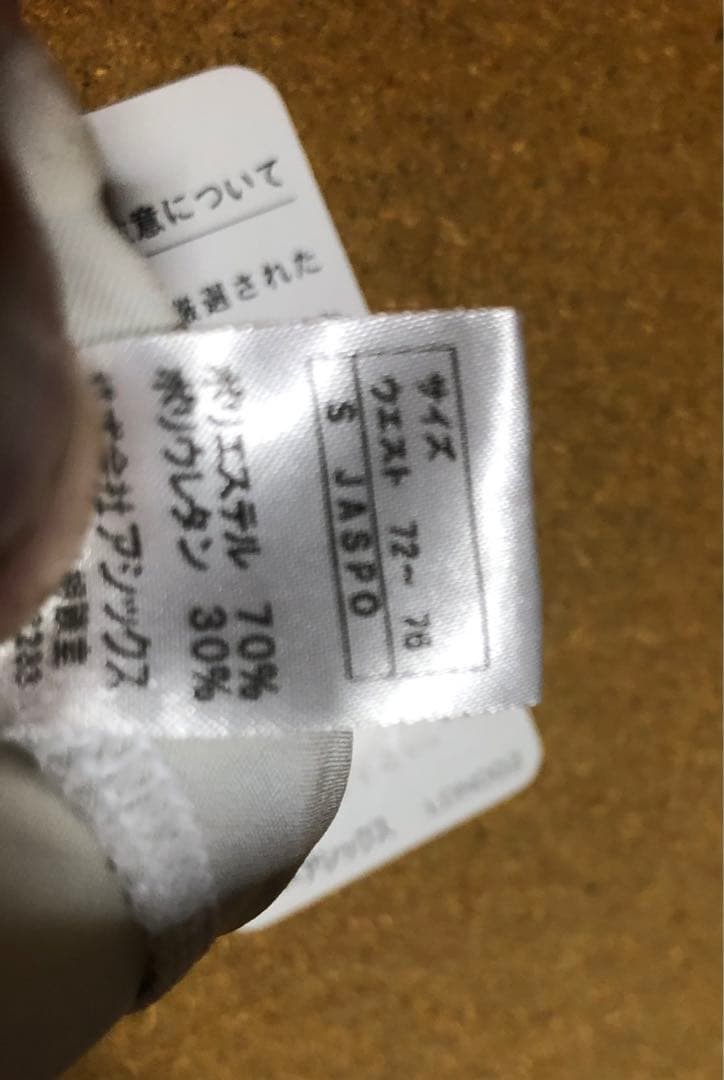 サイズ
ウエスト 72~ 76
S JASPO
ポリエステル 70%
ポリウレタン 30%
アシックス
意について
厳選された